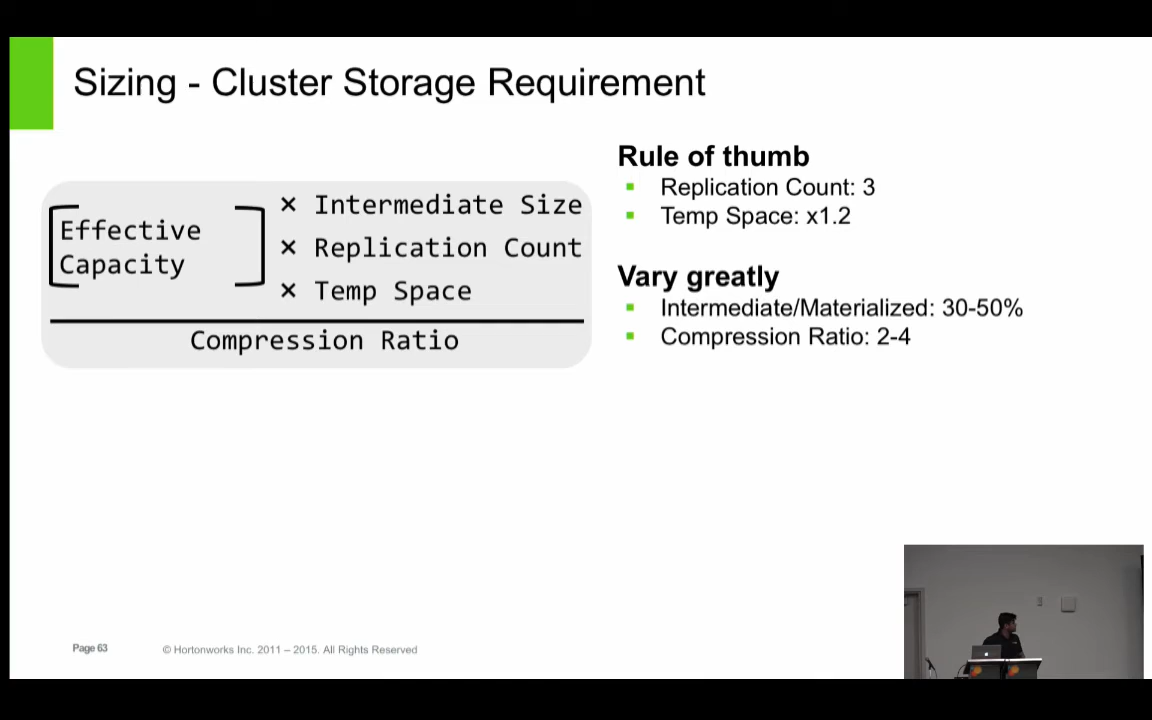 Sizing - Cluster Storage Requirement
Effective
Capacity
× Intermediate Size
× Replication Count
× Temp Space
Compression Ratio
Rule of thumb
Replication Count: 3
Temp Space: x1.2
Vary greatly
Intermediate/Materialized: 30-50%
Compression Ratio: 2-4
Page 63
© Hortonworks Inc. 2011 – 2015. All Rights Reserved